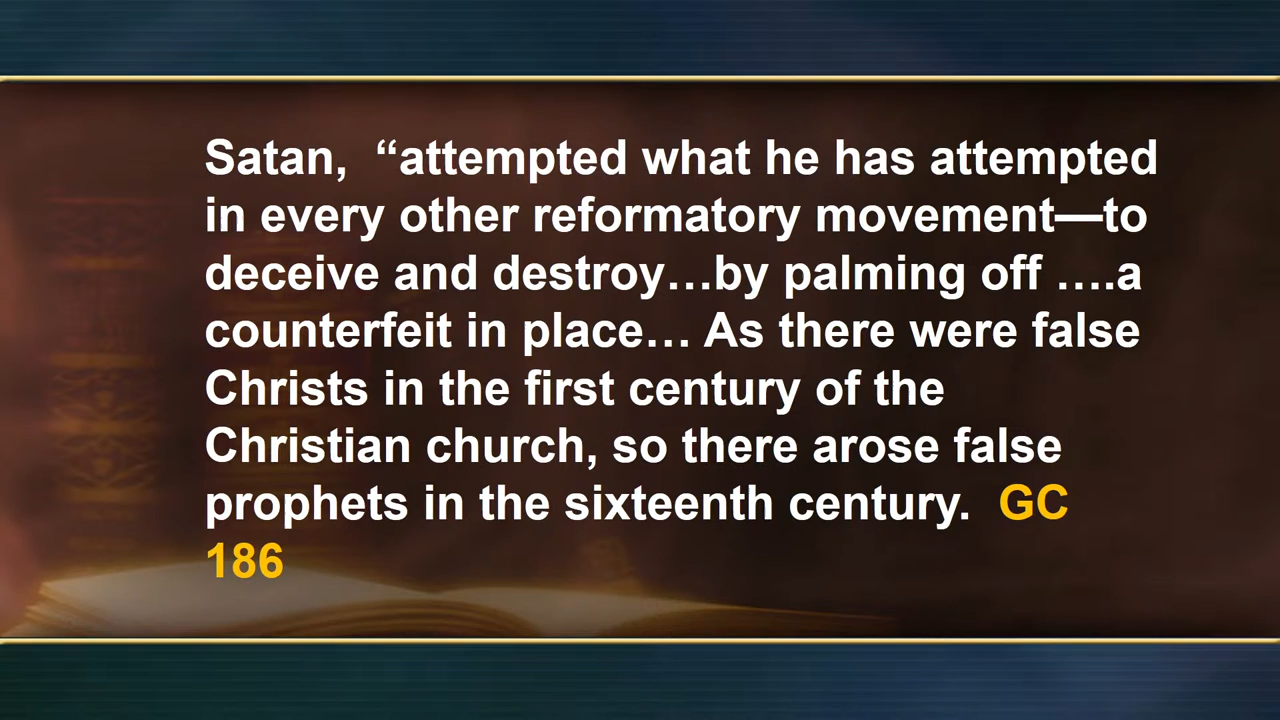 Satan,  “attempted what he has attempted
in every other reformatory movement—to
deceive and destroy…by palming off ….a
counterfeit in place… As there were false
Christs in the first century of the
Christian church, so there arose false
prophets in the sixteenth century.  GC
186